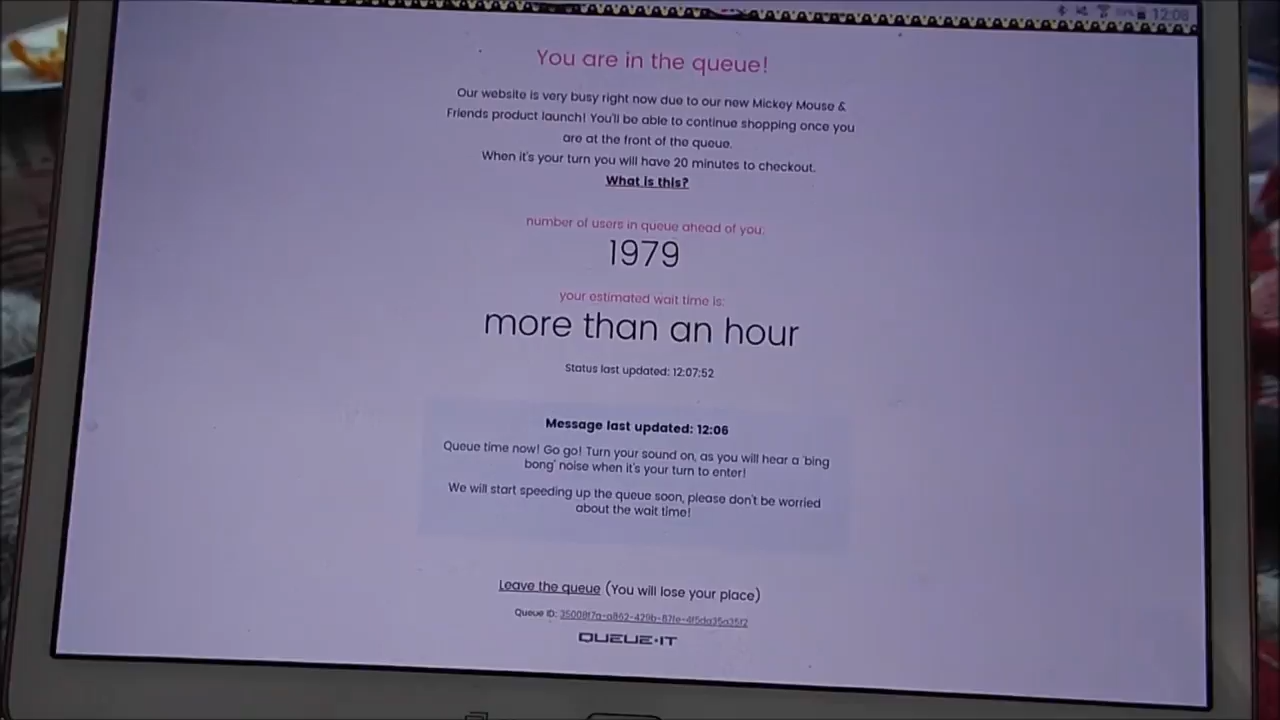 12:08
You are in the queue!
Our website is very busy right now due to our new Mickey Mouse &
Friends product launch! You'll be able to continue shopping once you
are at the front of the queue.
When it's your turn you will have 20 minutes to checkout.
What is this?
number of users in queue ahead of you:
1979
your estimated wait time is:
more than an hour
Status last updated: 12:07:52
Message last updated: 12:06
Queue time now! Go go! Turn your sound on, as you will hear a 'bing
bong' noise when it's your turn to enter!
We will start speeding up the queue soon, please don't be worried
about the wait time!
Leave the queue (You will lose your place)
Queue ID:
QUEUE-IT